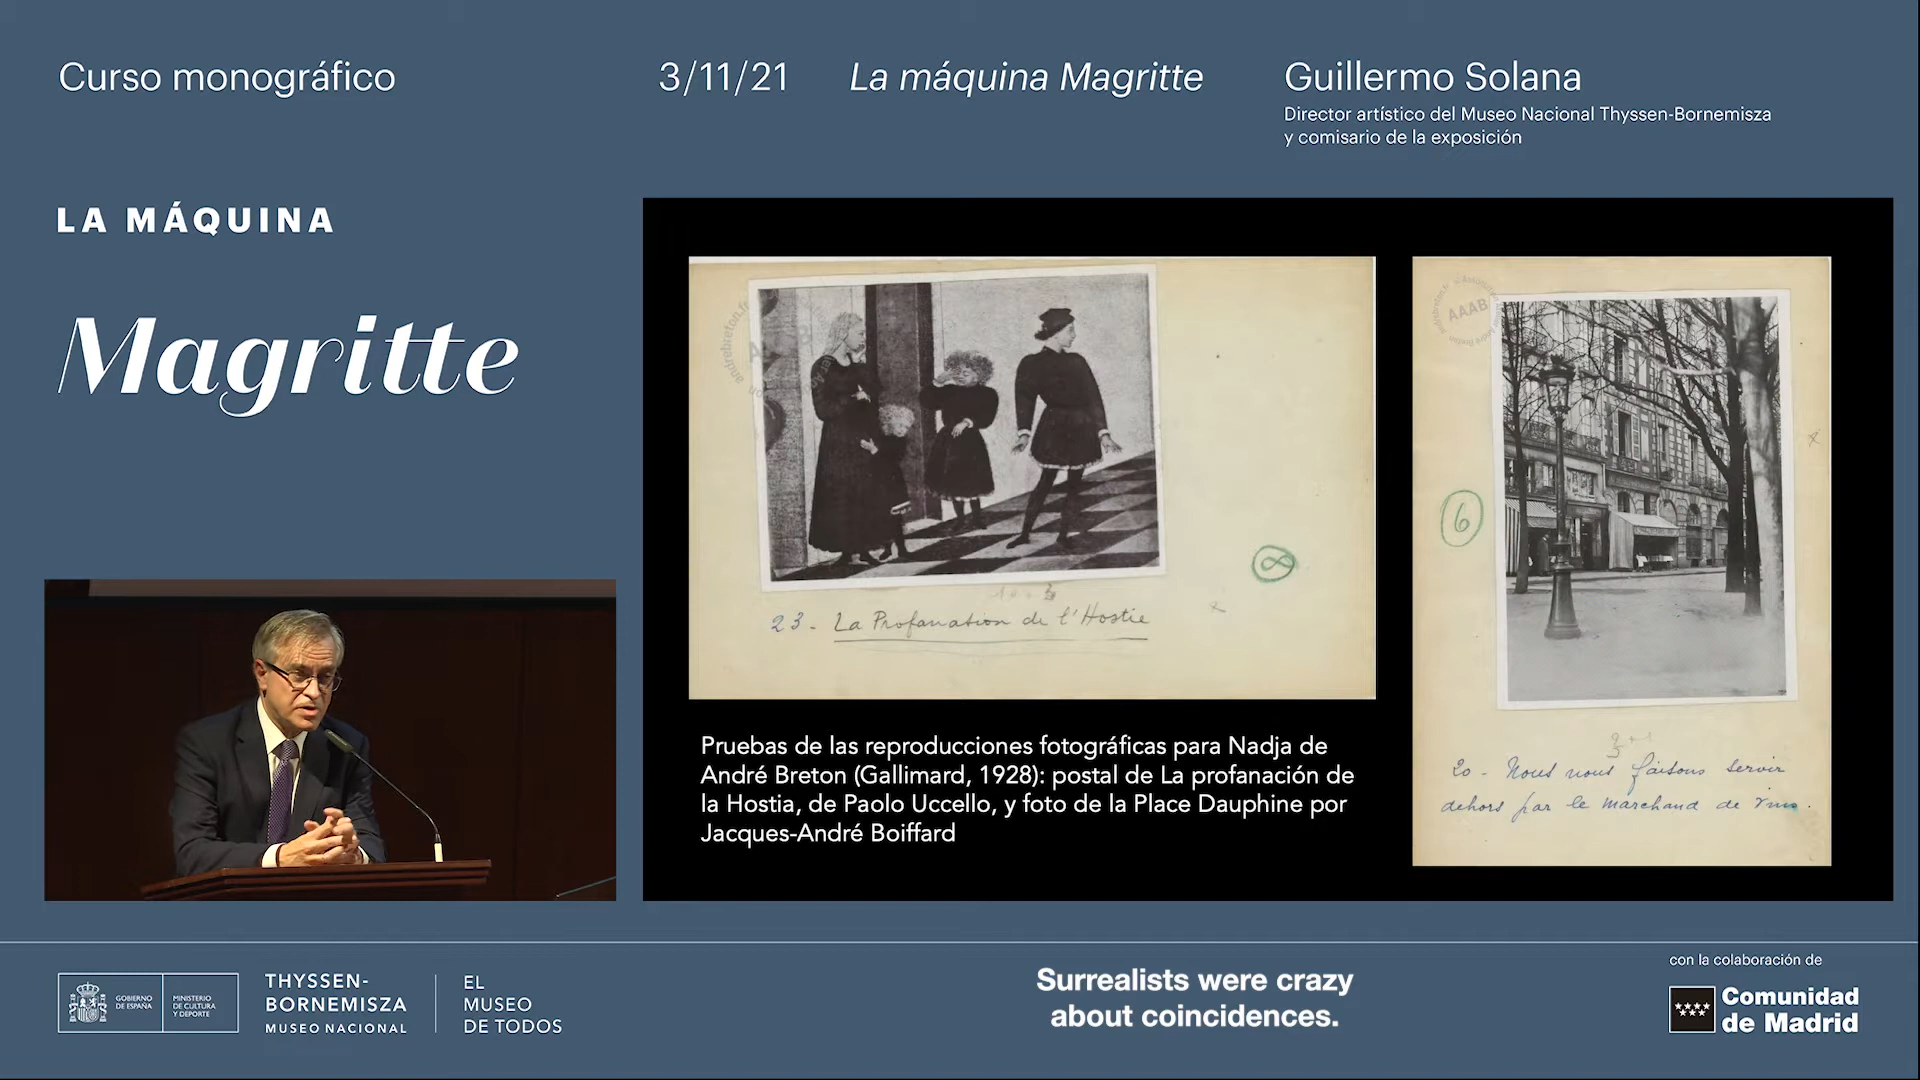 Curso monográfico
3/11/21
La máquina Magritte
Guillermo Solana
Director artístico del Museo Nacional Thyssen-Bornemisza
y comisario de la exposición
LA MÁQUINA
Magritte
23. La Profanation de l'Hostie
AAAB
6
20 - Nous nous faisons servir
dehors par le marchand de vins.
Pruebas de las reproducciones fotográficas para Nadja de
André Breton (Gallimard, 1928): postal de La profanación de
la Hostia, de Paolo Uccello, y foto de la Place Dauphine por
Jacques-André Boiffard
GOBIERNO
DE ESPAÑA
MINISTERIO
DE CULTURA
Y DEPORTE
THYSSEN-
BORNEMISZA
MUSEO NACIONAL
EL
MUSEO
DE TODOS
Surrealists were crazy
about coincidences.
con la colaboración de
Comunidad
de Madrid